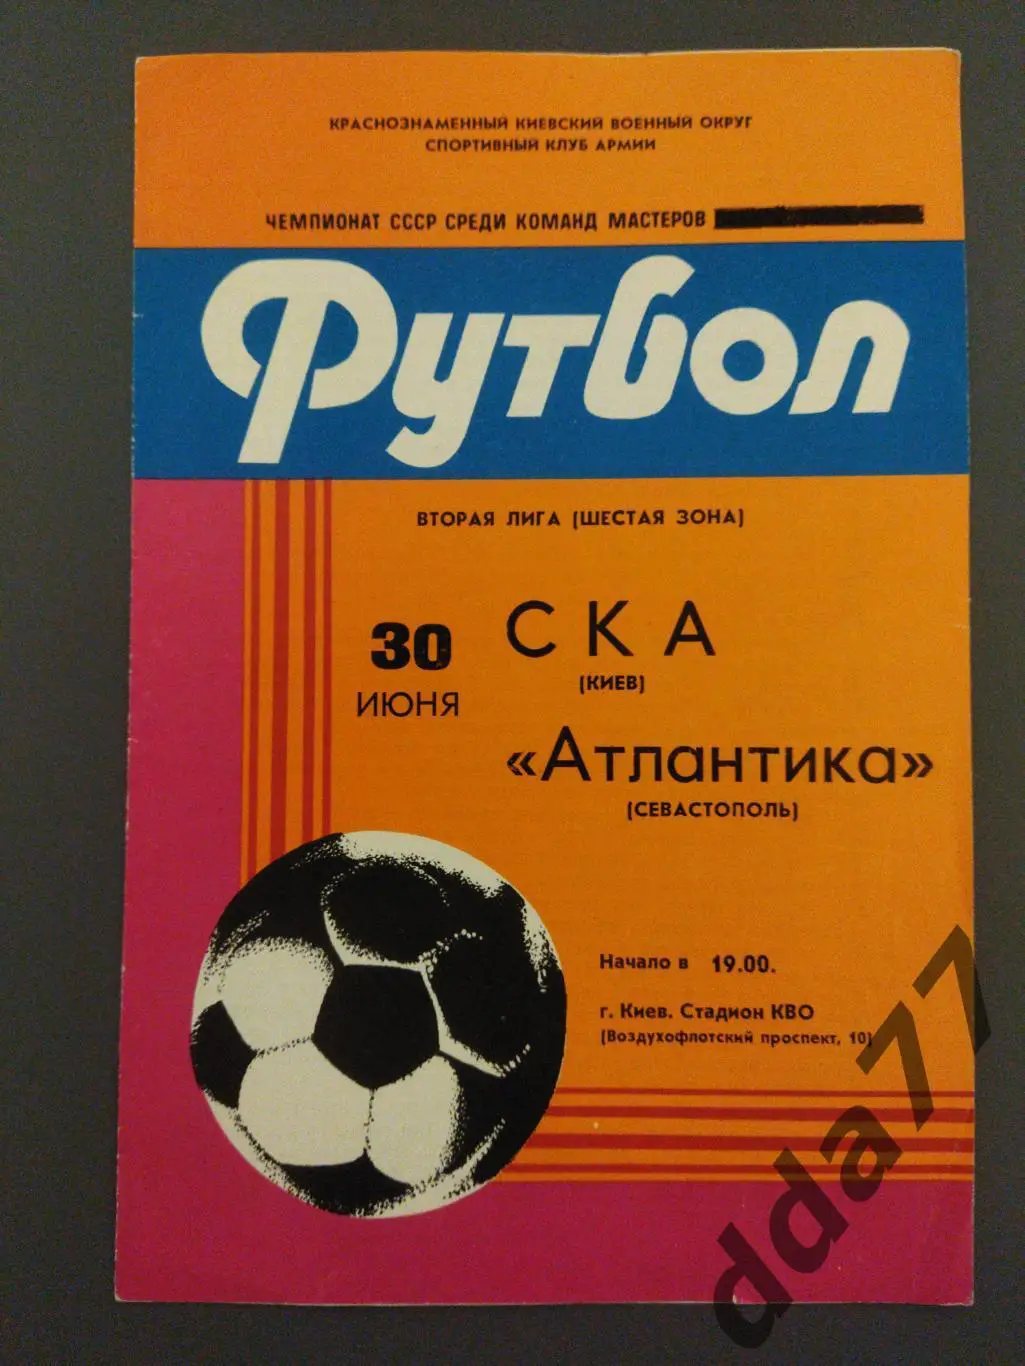 КРАСНОЗНАМЕННЫЙ КИЕВСКИЙ ВОЕННЫЙ ОКРУГ
СПОРТИВНЫЙ КЛУБ АРМИИ
ЧЕМПИОНАТ СССР СРЕДИ КОМАНД МАСТЕРОВ
Футбол
ВТОРАЯ ЛИГА (ШЕСТАЯ ЗОНА)
30
ИЮНЯ
СКА
(КИЕВ)
«Атлантика»
(СЕВАСТОПОЛЬ)
Начало в 19.00.
г. Киев. Стадион КВО
(Воздухофлотский проспект, 10)
dda77